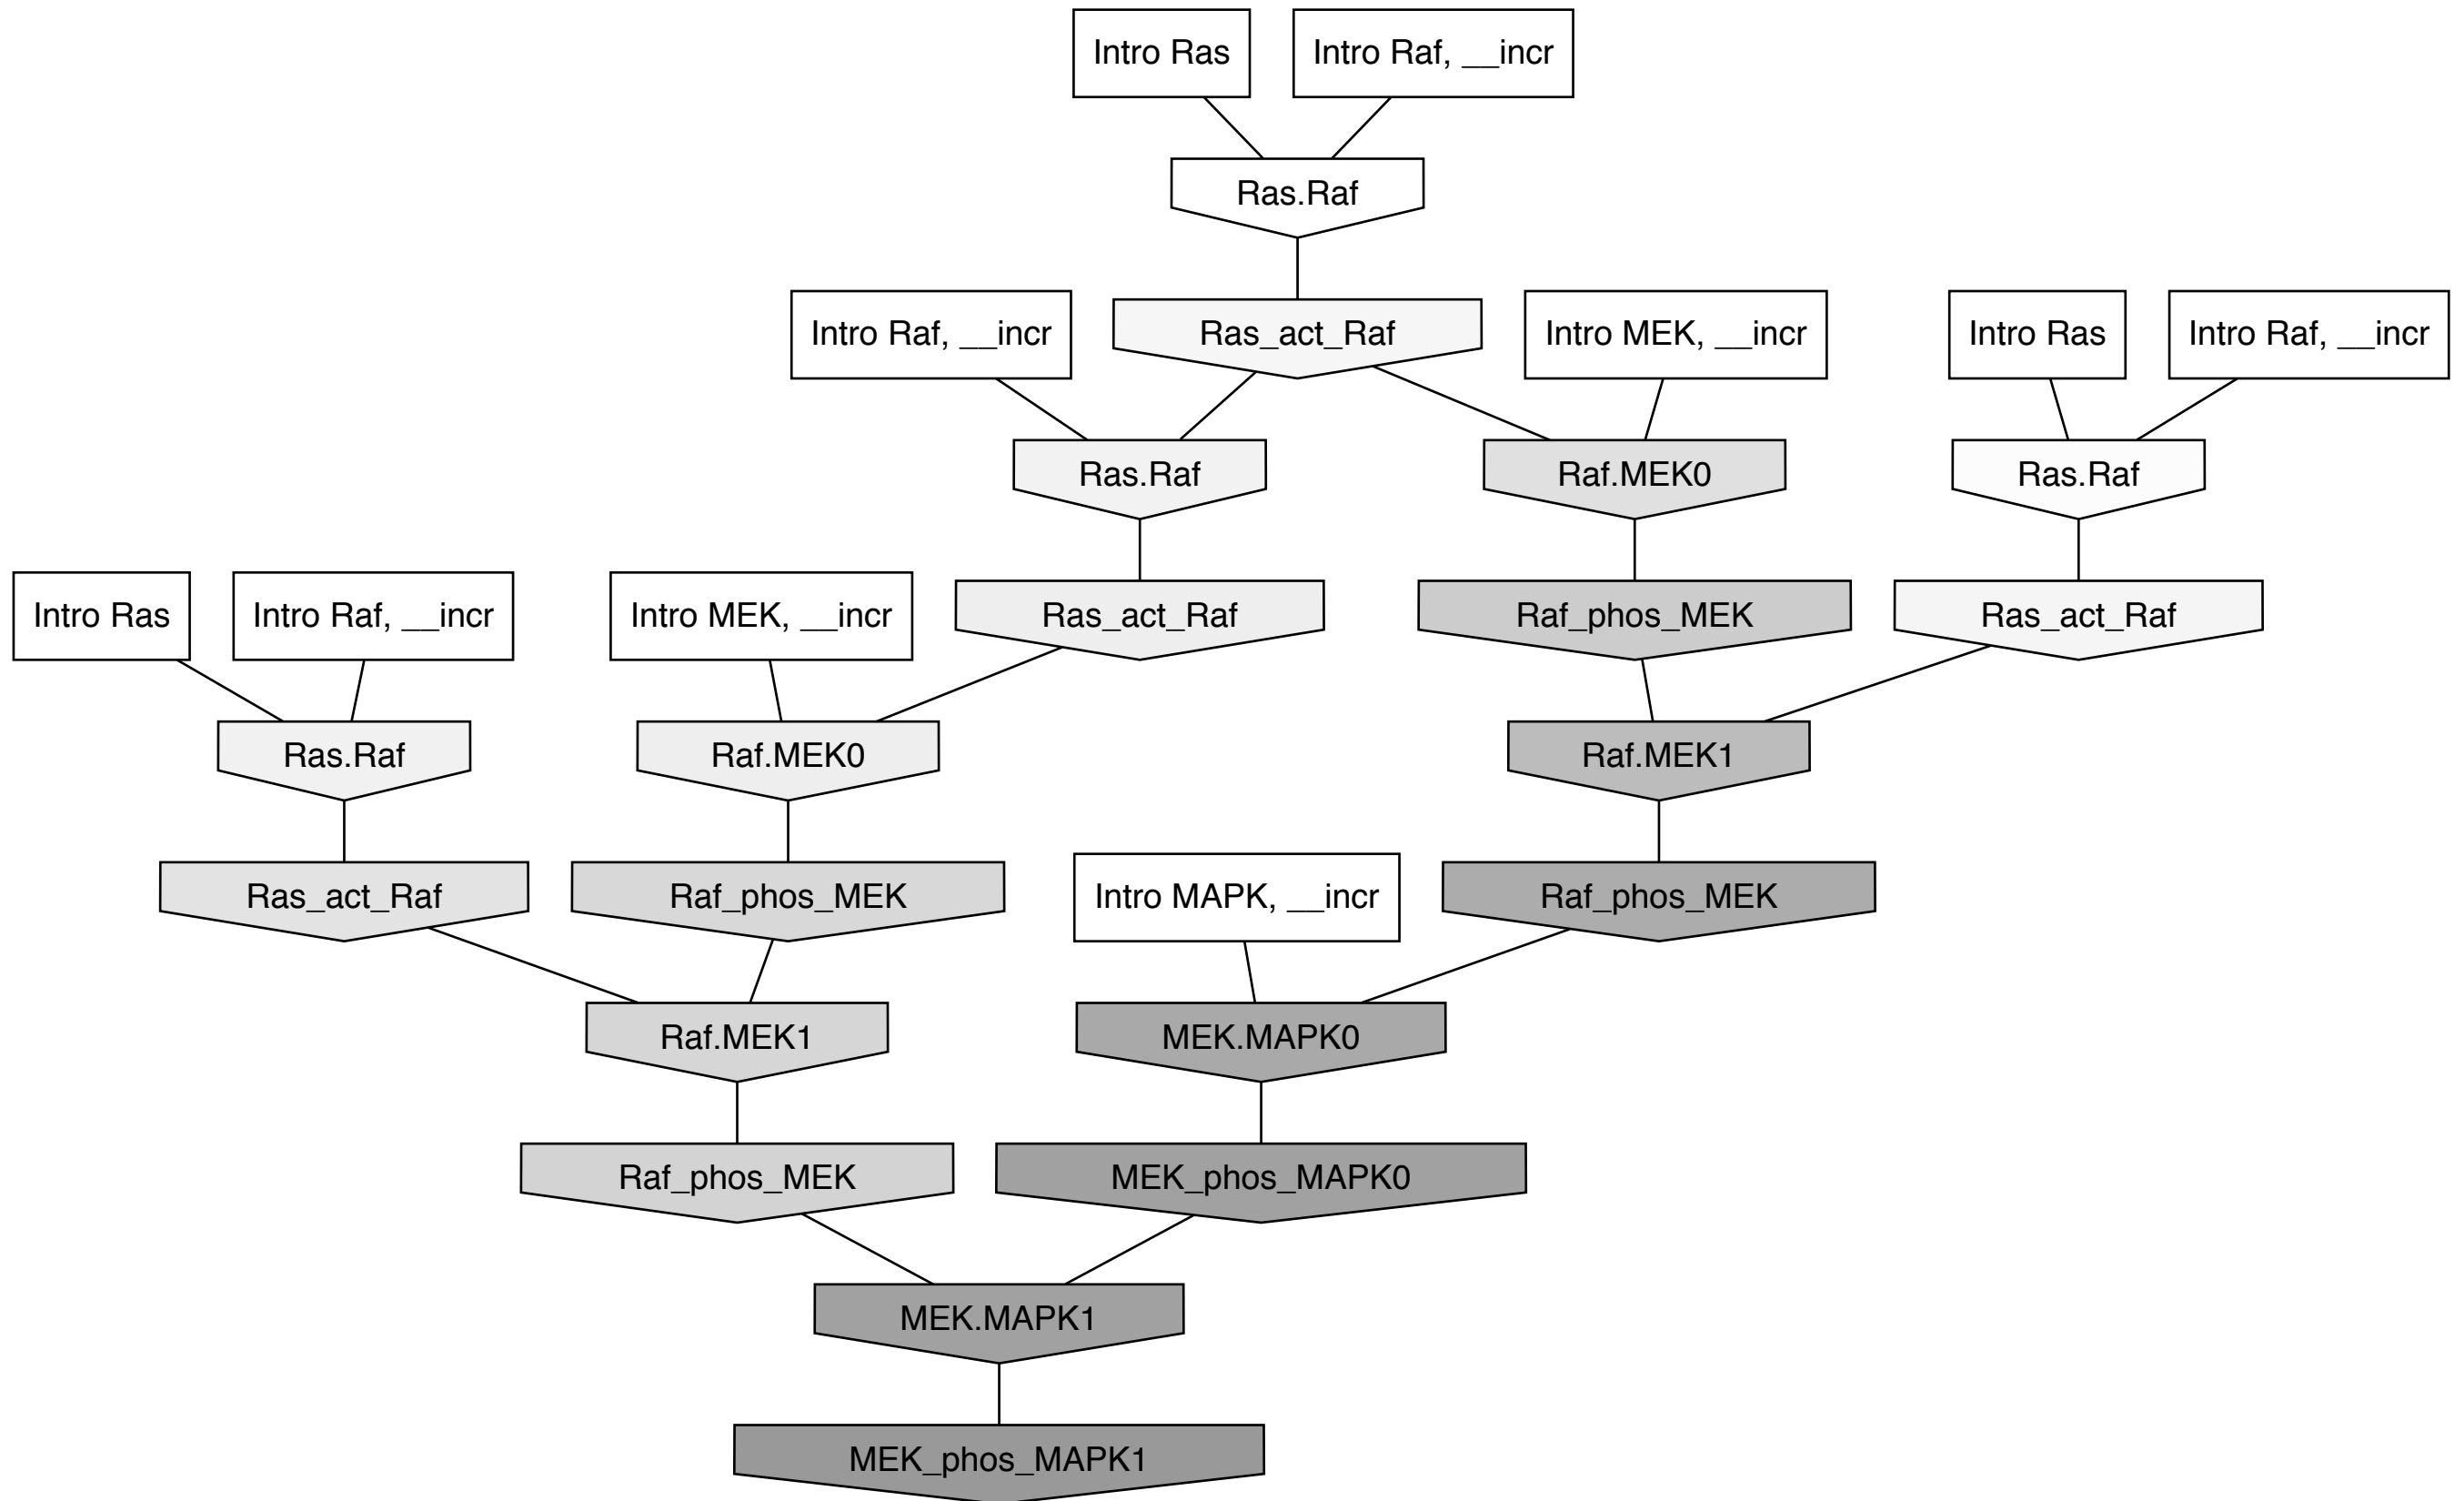 Intro Ras
Intro Raf, __incr
Ras.Raf
Intro Raf, __incr
Ras_act_Raf
Intro MEK, __incr
Intro Ras
Intro Raf, __incr
Ras.Raf
Raf.MEK0
Ras.Raf
Intro Ras
Intro Raf, __incr
Intro MEK, __incr
Ras_act_Raf
Raf_phos_MEK
Ras_act_Raf
Ras.Raf
Raf.MEK0
Raf.MEK1
Ras_act_Raf
Raf_phos_MEK
Intro MAPK, __incr
Raf_phos_MEK
Raf.MEK1
MEK.MAPK0
Raf_phos_MEK
MEK_phos_MAPK0
MEK.MAPK1
MEK_phos_MAPK1